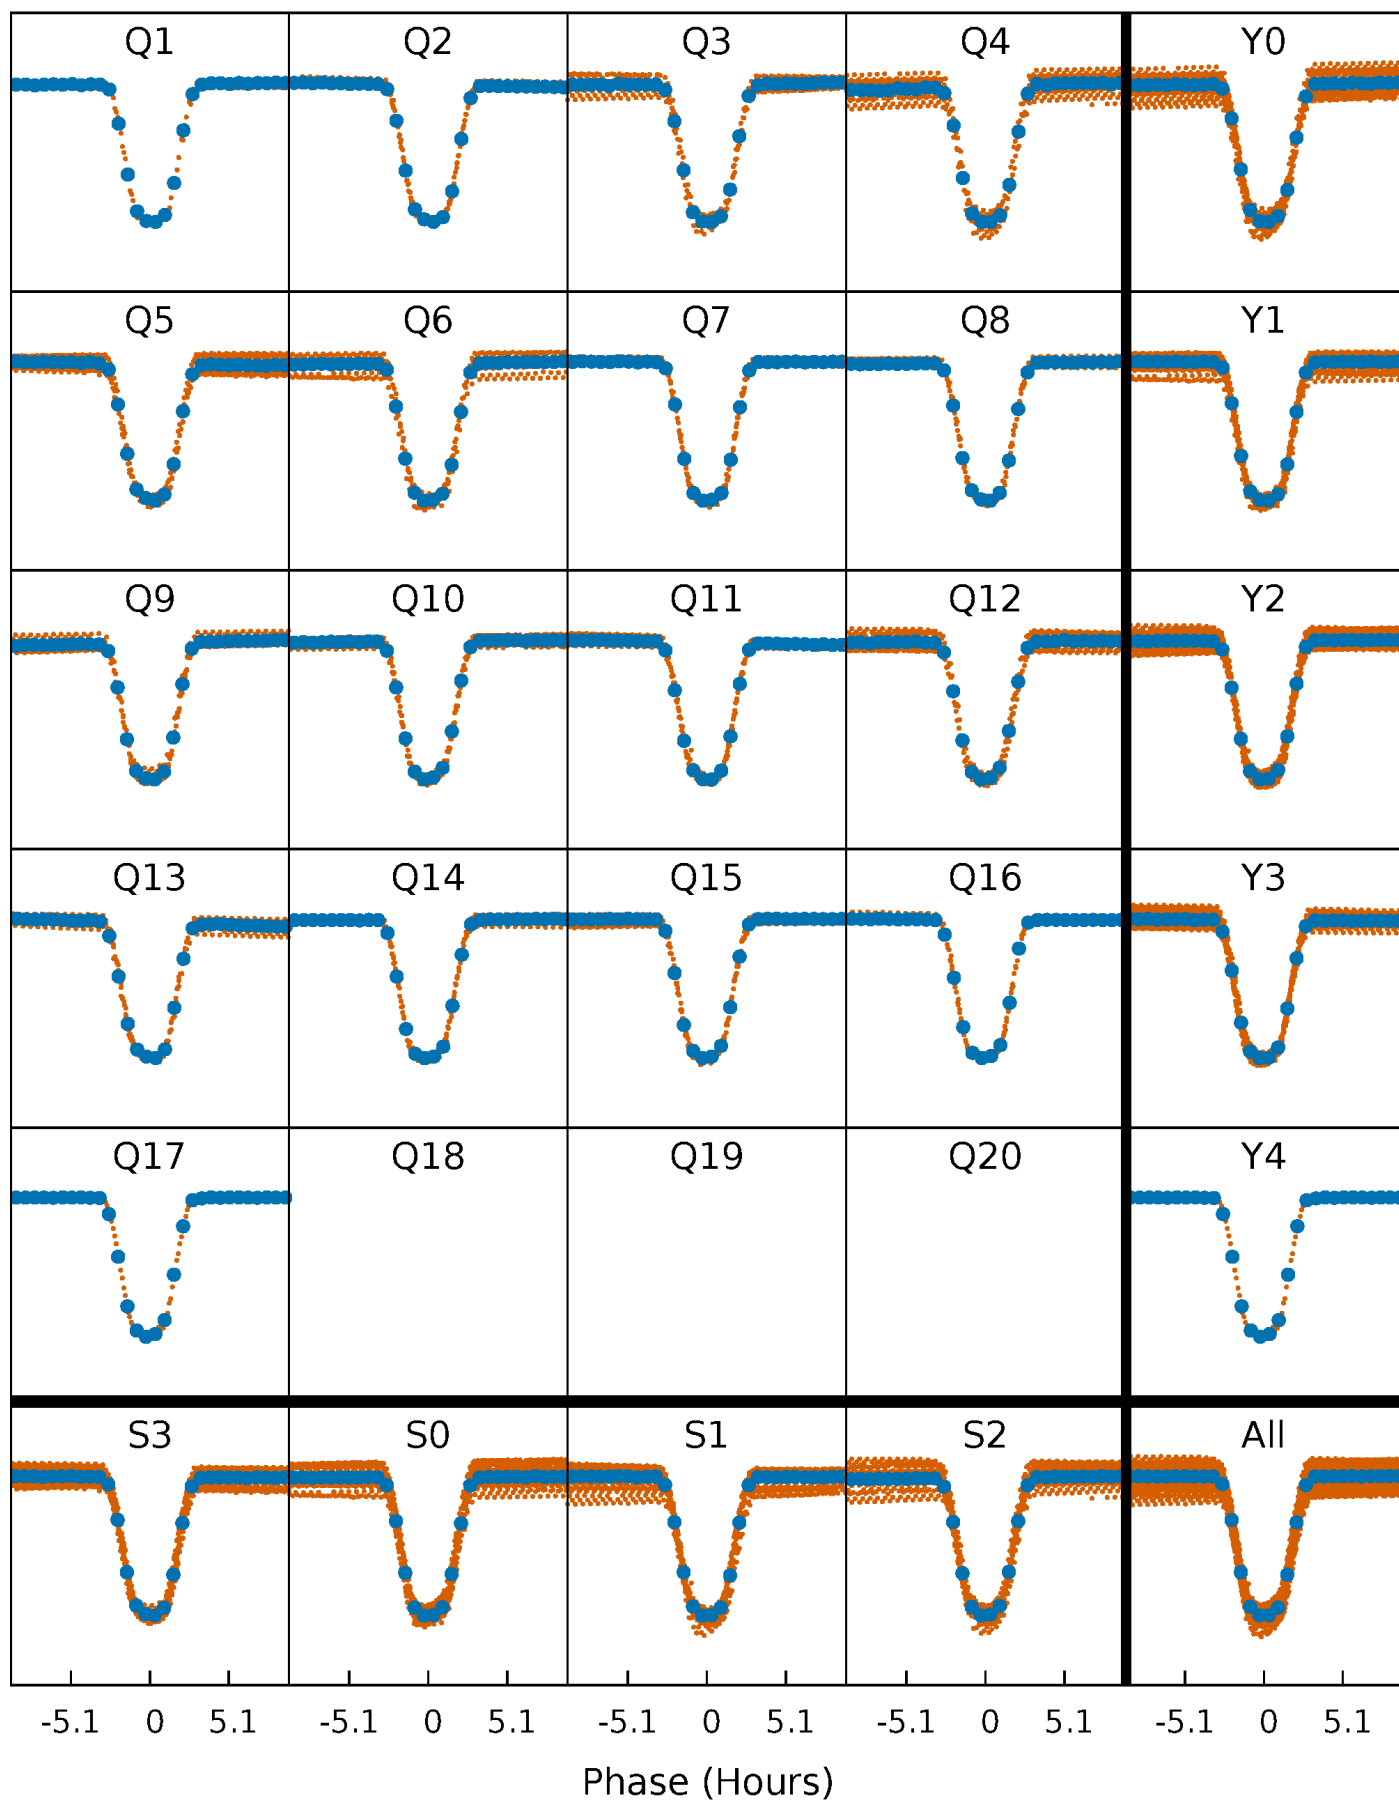 Q1 Q2 Q3 Q4 Y0
Q5 Q6 Q7 Q8 Y1
Q9 Q10 Q11 Q12 Y2
Q13 Q14 Q15 Q16 Y3
Q17 Q18 Q19 Q20 Y4
S3 S0 S1 S2 All
-5.1 0 5.1 -5.1 0 5.1 -5.1 0 5.1 -5.1 0 5.1 -5.1 0 5.1
Phase (Hours)